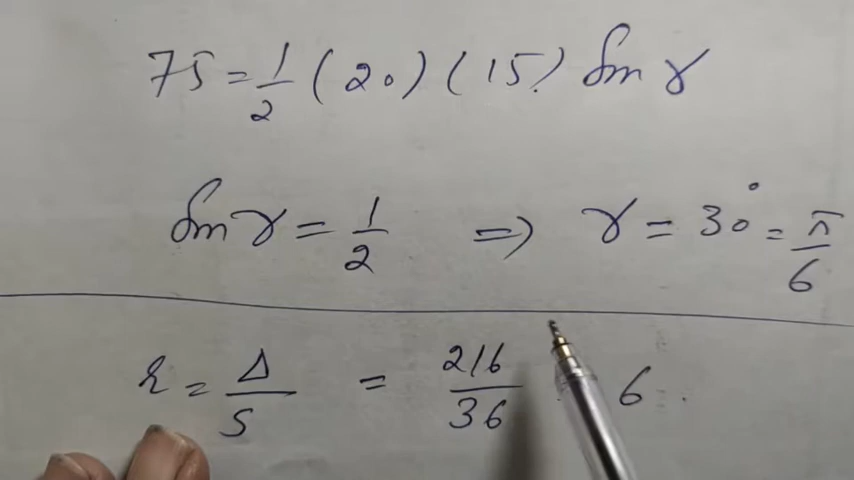 75 = 1/2 (20) (15) sin γ
sin γ = 1/2 ⇒ γ = 30° = π/6
r = Δ/S = 216/36 6